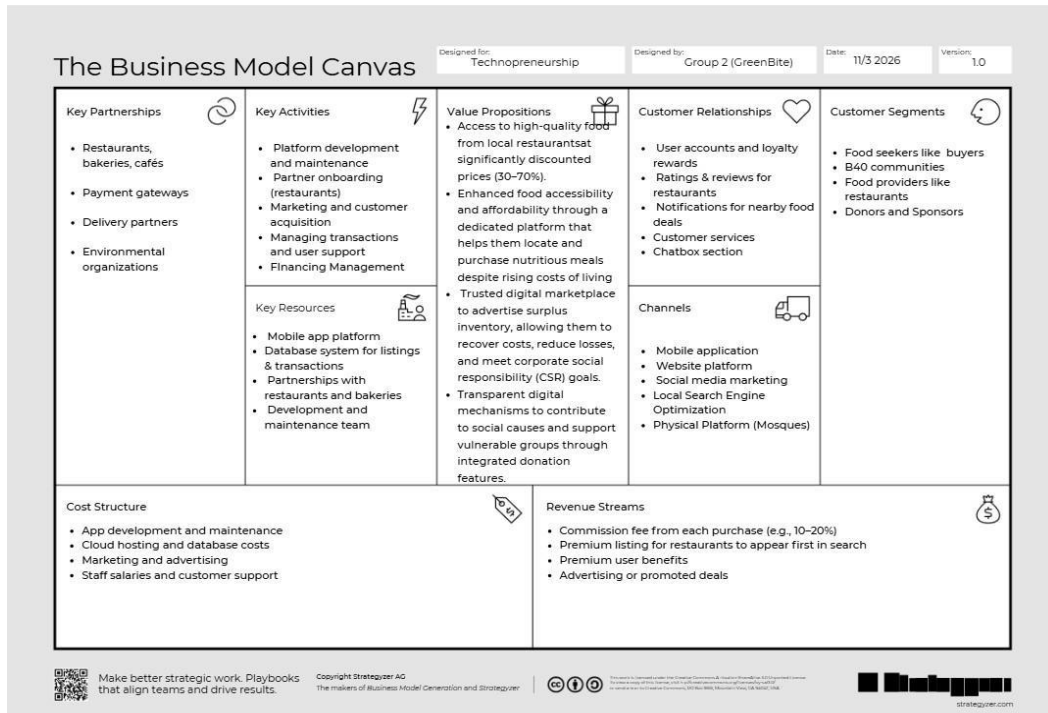 The Business Model Canvas
Designed for:
Technopreneurship
Designed by:
Group 2 (GreenBite)
Date:
11/3 2026
Version:
1.0
Key Partnerships
• Restaurants,
bakeries, cafés
• Payment gateways
• Delivery partners
• Environmental
organizations
Key Activities
• Platform development
and maintenance
• Partner onboarding
(restaurants)
• Marketing and customer
acquisition
• Managing transactions
and user support
• FInancing Management
Key Resources
• Mobile app platform
• Database system for listings
& transactions
• Partnerships with
restaurants and bakeries
• Development and
maintenance team
Value Propositions
• Access to high-quality food
from local restaurantsat
significantly discounted
prices (30–70%).
• Enhanced food accessibility
and affordability through a
dedicated platform that
helps them locate and
purchase nutritious meals
despite rising costs of living
• Trusted digital marketplace
to advertise surplus
inventory, allowing them to
recover costs, reduce losses,
and meet corporate social
responsibility (CSR) goals.
• Transparent digital
mechanisms to contribute
to social causes and support
vulnerable groups through
integrated donation
features.
Customer Relationships
• User accounts and loyalty
rewards
• Ratings & reviews for
restaurants
• Notifications for nearby food
deals
• Customer services
• Chatbox section
Channels
• Mobile application
• Website platform
• Social media marketing
• Local Search Engine
Optimization
• Physical Platform (Mosques)
Customer Segments
• Food seekers like buyers
• B40 communities
• Food providers like
restaurants
• Donors and Sponsors
Cost Structure
• App development and maintenance
• Cloud hosting and database costs
• Marketing and advertising
• Staff salaries and customer support
Revenue Streams
• Commission fee from each purchase (e.g., 10–20%)
• Premium listing for restaurants to appear first in search
• Premium user benefits
• Advertising or promoted deals
Make better strategic work. Playbooks
that align teams and drive results.
Copyright Strategyzer AG
The makers of Business Model Generation and Strategyzer
strategyzer.com